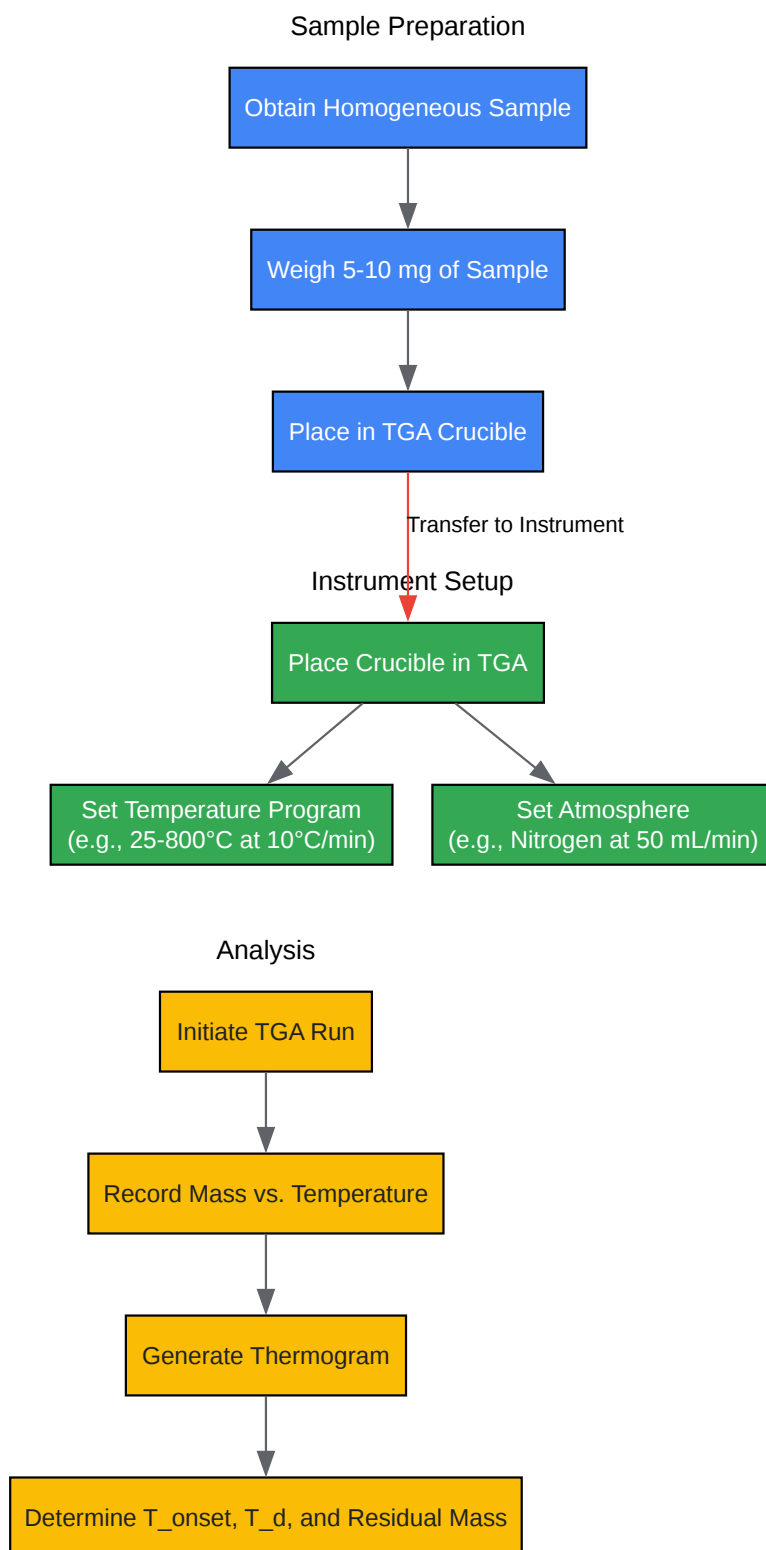 Sample Preparation
Obtain Homogeneous Sample
Weigh 5-10 mg of Sample
Place in TGA Crucible
Transfer to Instrument
Instrument Setup
Place Crucible in TGA
Set Temperature Program
(e.g., 25-800°C at 10°C/min)
Set Atmosphere
(e.g., Nitrogen at 50 mL/min)
Analysis
Initiate TGA Run
Record Mass vs. Temperature
Generate Thermogram
Determine T_onset, T_d, and Residual Mass